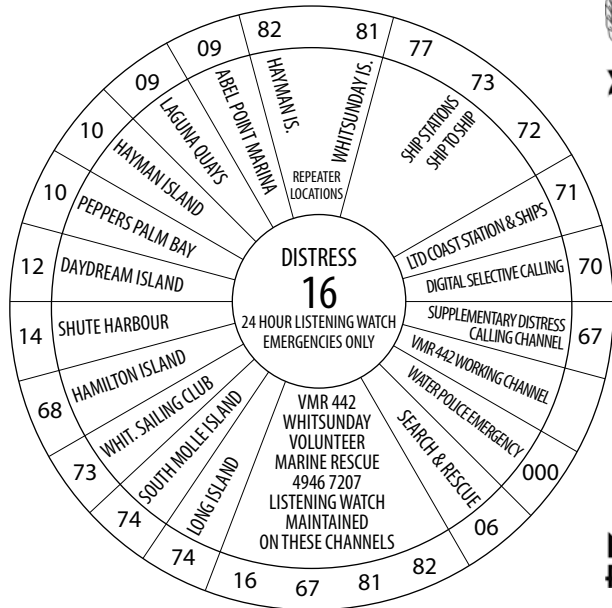 DISTRESS
16
24 HOUR LISTENING WATCH
EMERGENCIES ONLY
82
81
HAYMAN IS.
WHITSUNDAY IS.
REPEATER
LOCATIONS
77
73
72
SHIP STATIONS
SHIP TO SHIP
71
LTD COAST STATION & SHIPS
70
DIGITAL SELECTIVE CALLING
67
SUPPLEMENTARY DISTRESS
CALLING CHANNEL
VMR 442 WORKING CHANNEL
000
WATER POLICE EMERGENCY
06
SEARCH & RESCUE
VMR 442
WHITSUNDAY
VOLUNTEER
MARINE RESCUE
4946 7207
LISTENING WATCH
MAINTAINED
ON THESE CHANNELS
16 67 81 82
74
LONG ISLAND
74
SOUTH MOLLE ISLAND
73
WHIT. SAILING CLUB
68
HAMILTON ISLAND
14
SHUTE HARBOUR
12
DAYDREAM ISLAND
10
PEPPERS PALM BAY
10
HAYMAN ISLAND
09
LAGUNA QUAYS
09
ABEL POINT MARINA